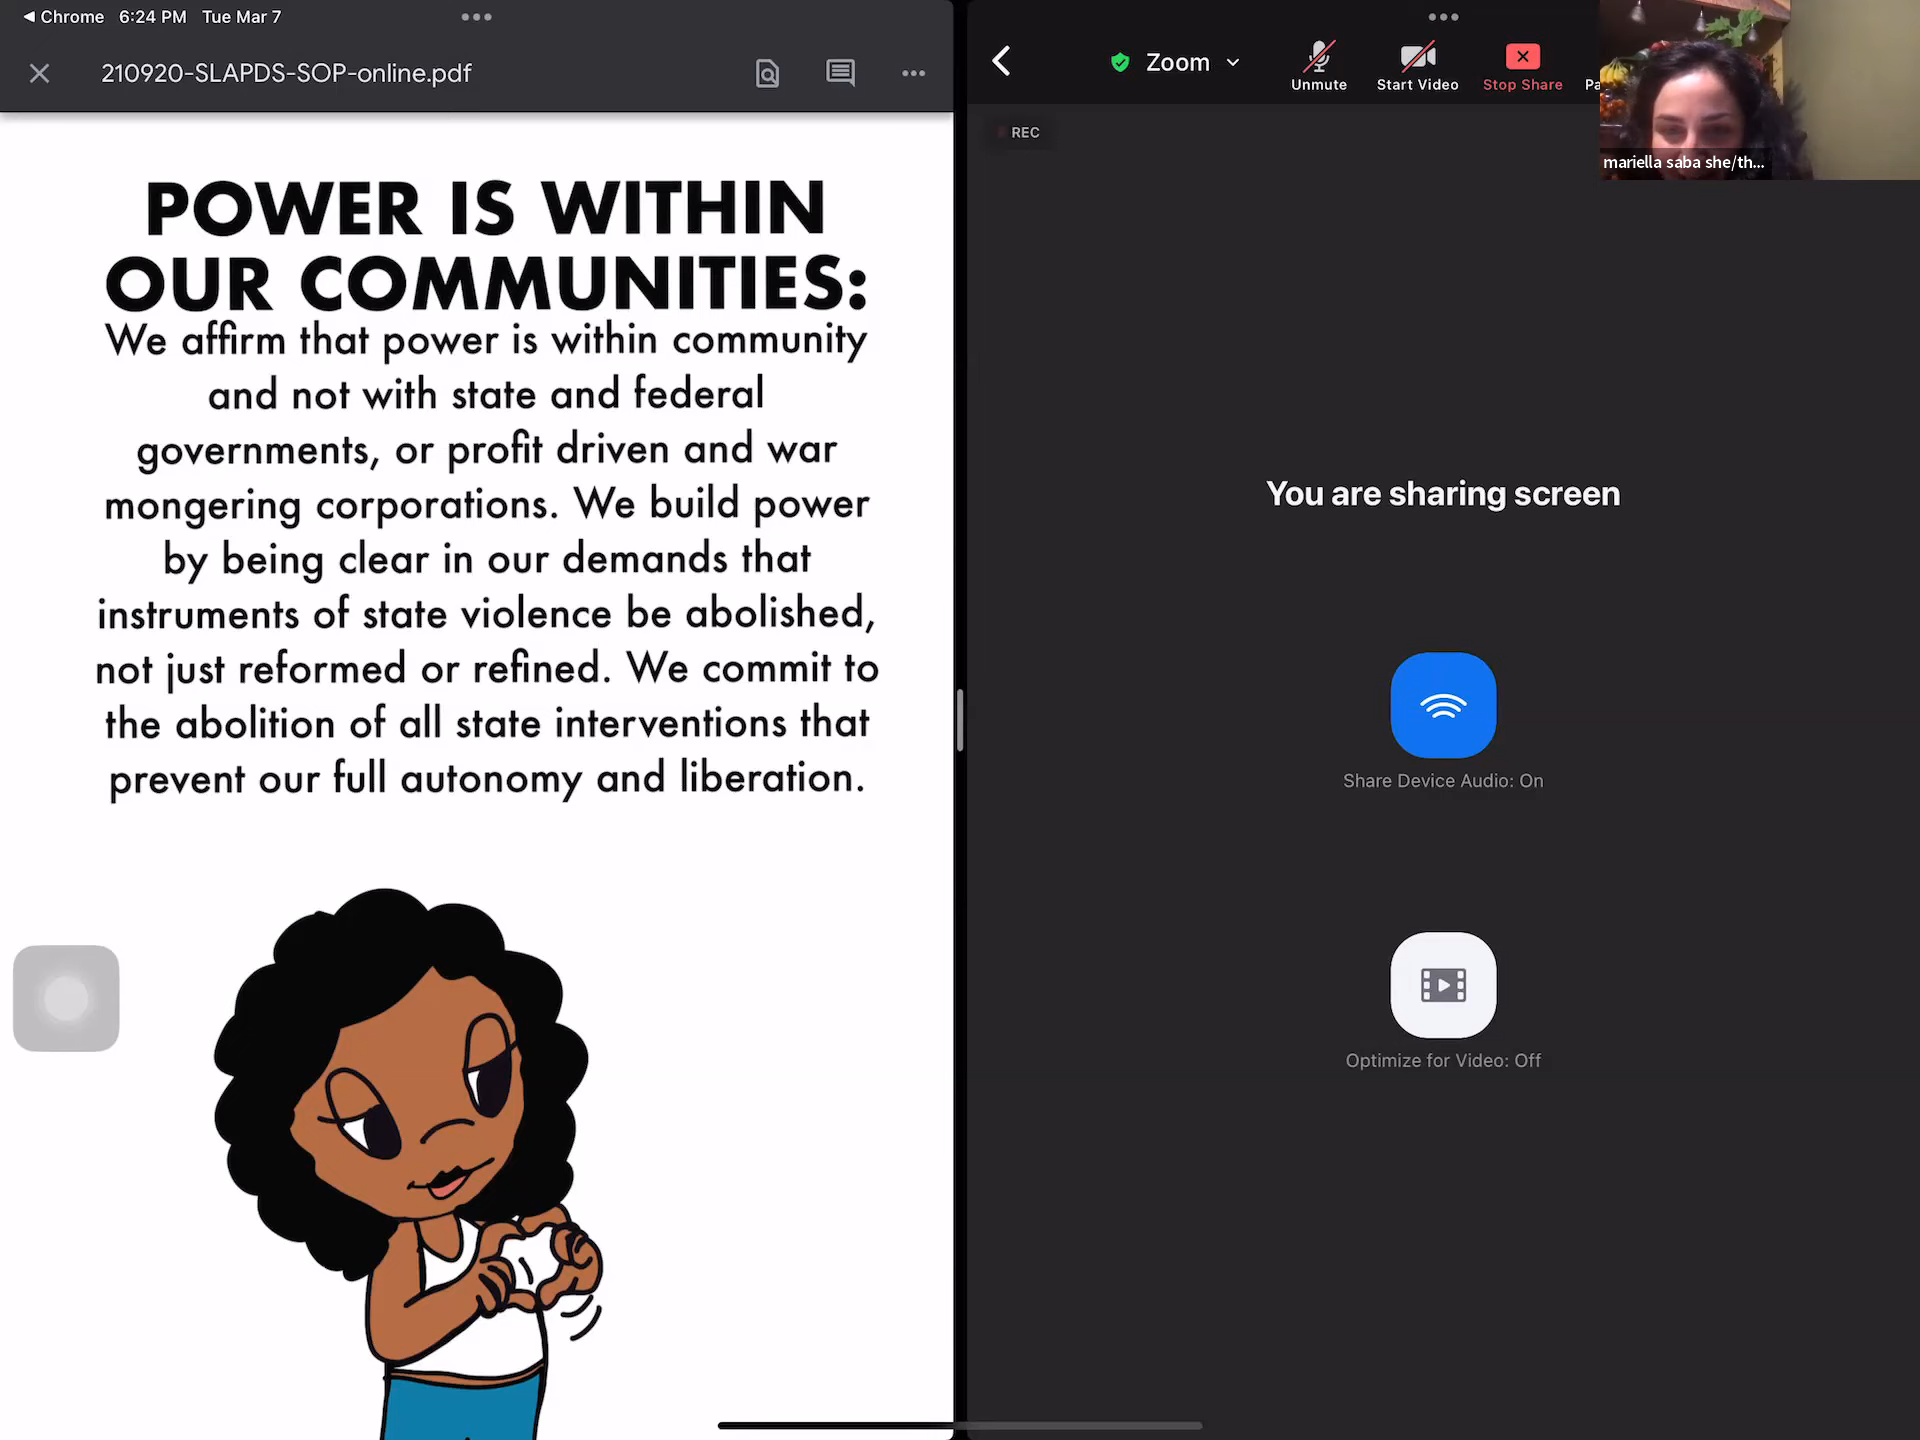 Chrome 6:24 PM Tue Mar 7
210920-SLAPDS-SOP-online.pdf
POWER IS WITHIN
OUR COMMUNITIES:
We affirm that power is within community
and not with state and federal
governments, or profit driven and war
mongering corporations. We build power
by being clear in our demands that
instruments of state violence be abolished,
not just reformed or refined. We commit to
the abolition of all state interventions that
prevent our full autonomy and liberation.
Zoom
Unmute
Start Video
Stop Share
Pa
REC
mariella saba she/th...
You are sharing screen
Share Device Audio: On
Optimize for Video: Off